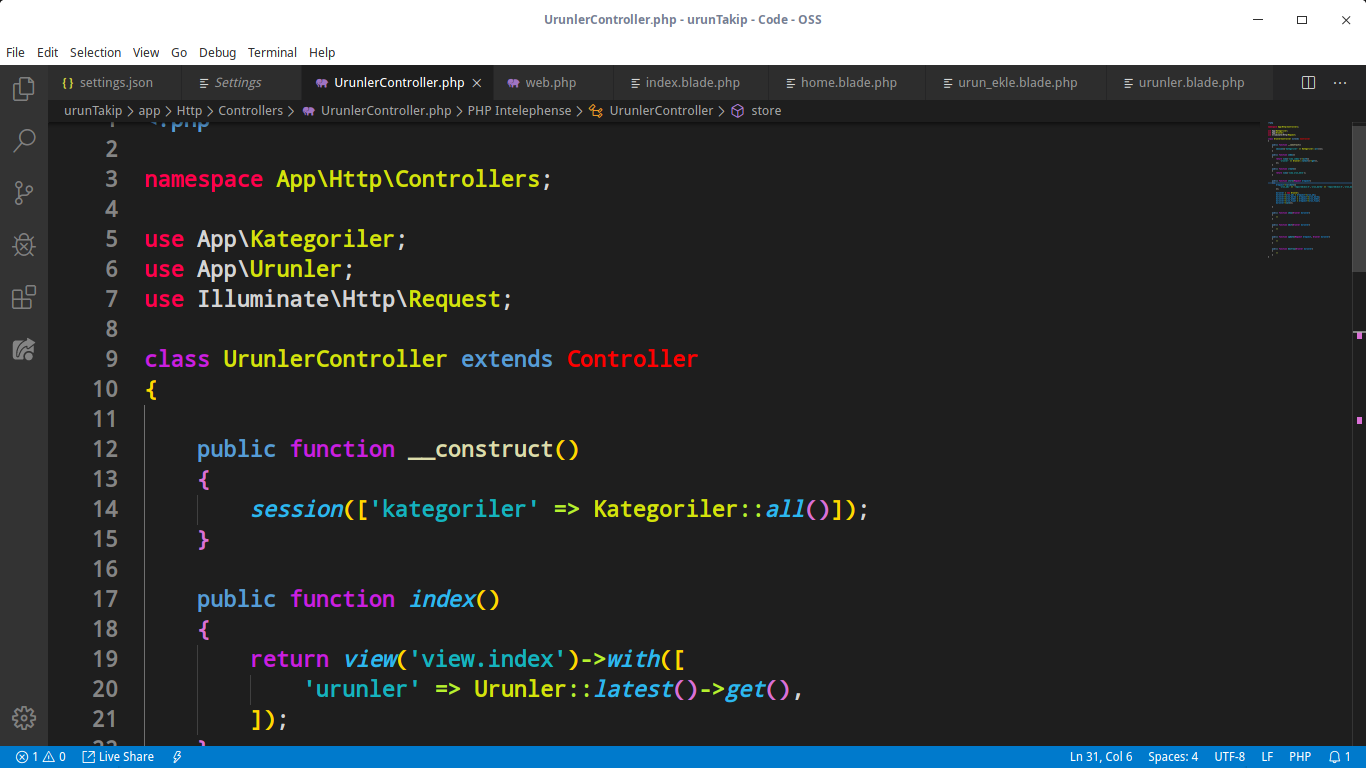 UrunlerController.php - urunTakip - Code - OSS
File Edit Selection View Go Debug Terminal Help
{} settings.json Settings UrunlerController.php web.php index.blade.php home.blade.php urun_ekle.blade.php urunler.blade.php
urunTakip > app > Http > Controllers > UrunlerController.php > PHP Intelephense > UrunlerController > store
1 <?php
2
3 namespace App\Http\Controllers;
4
5 use App\Kategoriler;
6 use App\Urunler;
7 use Illuminate\Http\Request;
8
9 class UrunlerController extends Controller
10 {
11
12 public function __construct()
13 {
14 session(['kategoriler' => Kategoriler::all()]);
15 }
16
17 public function index()
18 {
19 return view('view.index')->with([
20 'urunler' => Urunler::latest()->get(),
21 ]);
22 }
1 0 Live Share Ln 31, Col 6 Spaces: 4 UTF-8 LF PHP 1